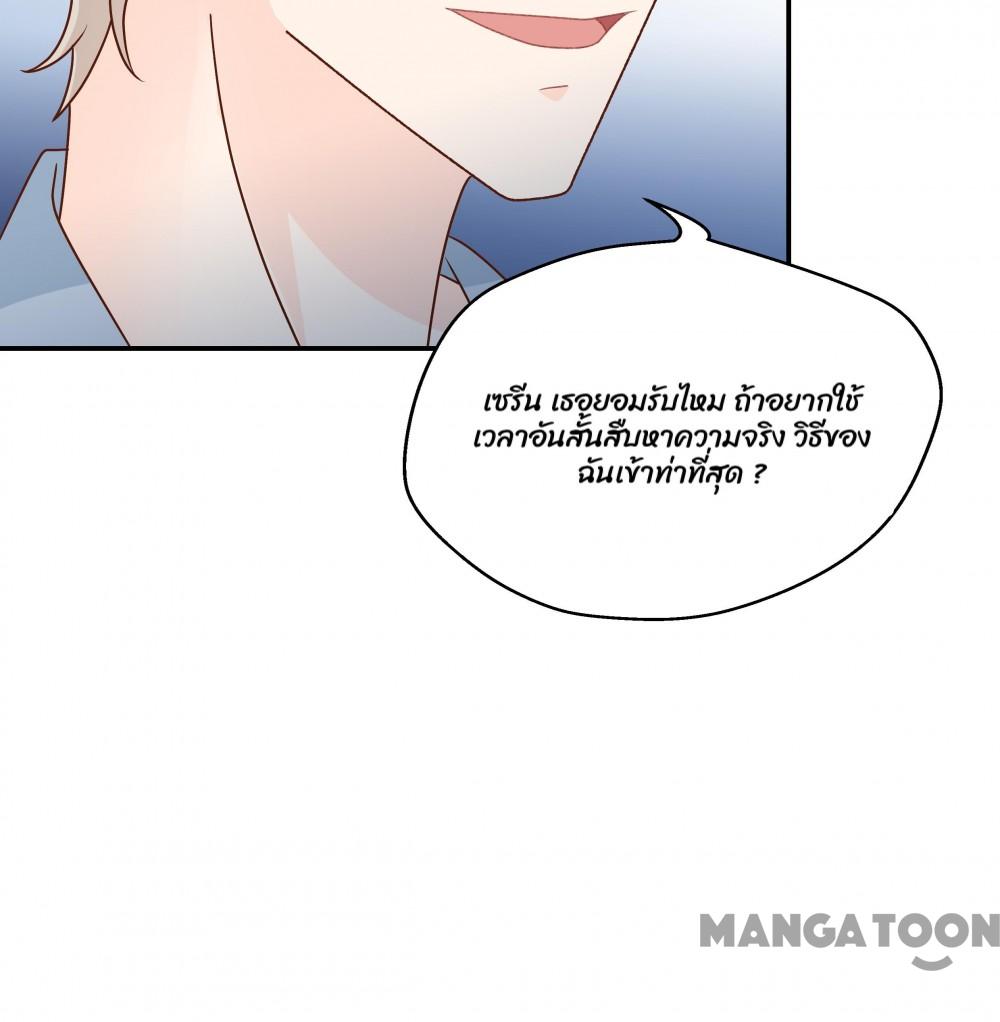 เซรีน เธอยอมรับไหม ถ้าอยากใช้
เวลาอันสั้นสืบหาความจริง วิธีของ
ฉันเข้าท่าที่สุด ?
MANGATOON